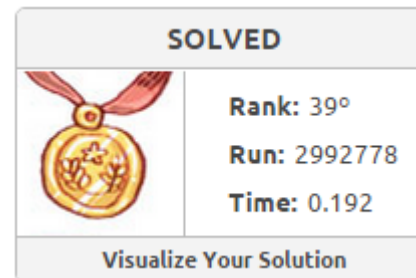 SOLVED
Rank: 39º
Run: 2992778
Time: 0.192
Visualize Your Solution